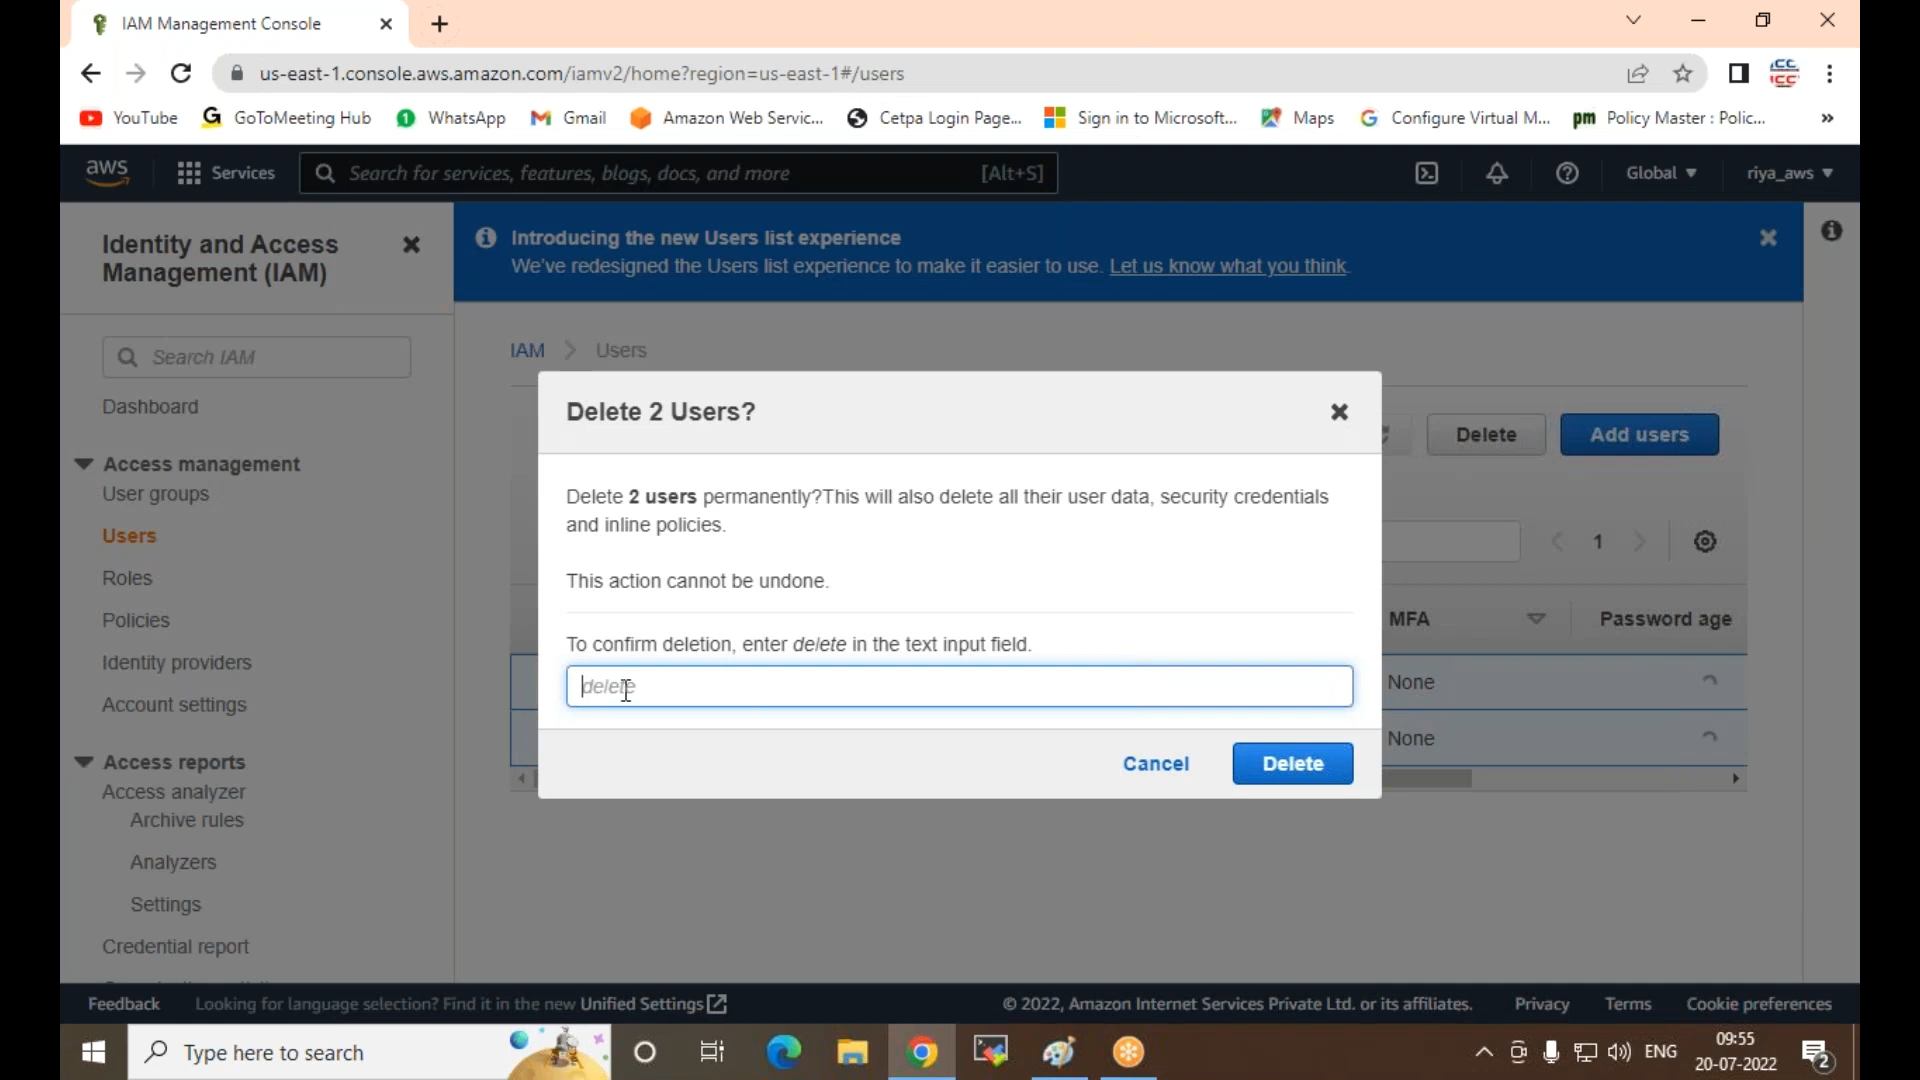 IAM Management Console
us-east-1.console.aws.amazon.com/iamv2/home?region=us-east-1#/users
YouTube
GoToMeeting Hub
WhatsApp
Gmail
Amazon Web Servic...
Cetpa Login Page...
Sign in to Microsoft...
Maps
Configure Virtual M...
Policy Master : Polic...
»
aws
Services
Search for services, features, blogs, docs, and more
[Alt+S]
Global
riya_aws
Identity and Access
Management (IAM)
Search IAM
Dashboard
Access management
User groups
Users
Roles
Policies
Identity providers
Account settings
Access reports
Access analyzer
Archive rules
Analyzers
Settings
Credential report
Introducing the new Users list experience
We've redesigned the Users list experience to make it easier to use. Let us know what you think.
IAM > Users
Delete
Add users
1
MFA
Password age
None
None
Delete 2 Users?
Delete 2 users permanently?This will also delete all their user data, security credentials
and inline policies.
This action cannot be undone.
To confirm deletion, enter delete in the text input field.
delete
Cancel
Delete
Feedback
Looking for language selection? Find it in the new Unified Settings
© 2022, Amazon Internet Services Private Ltd. or its affiliates.
Privacy
Terms
Cookie preferences
Type here to search
ENG
09:55
20-07-2022
2